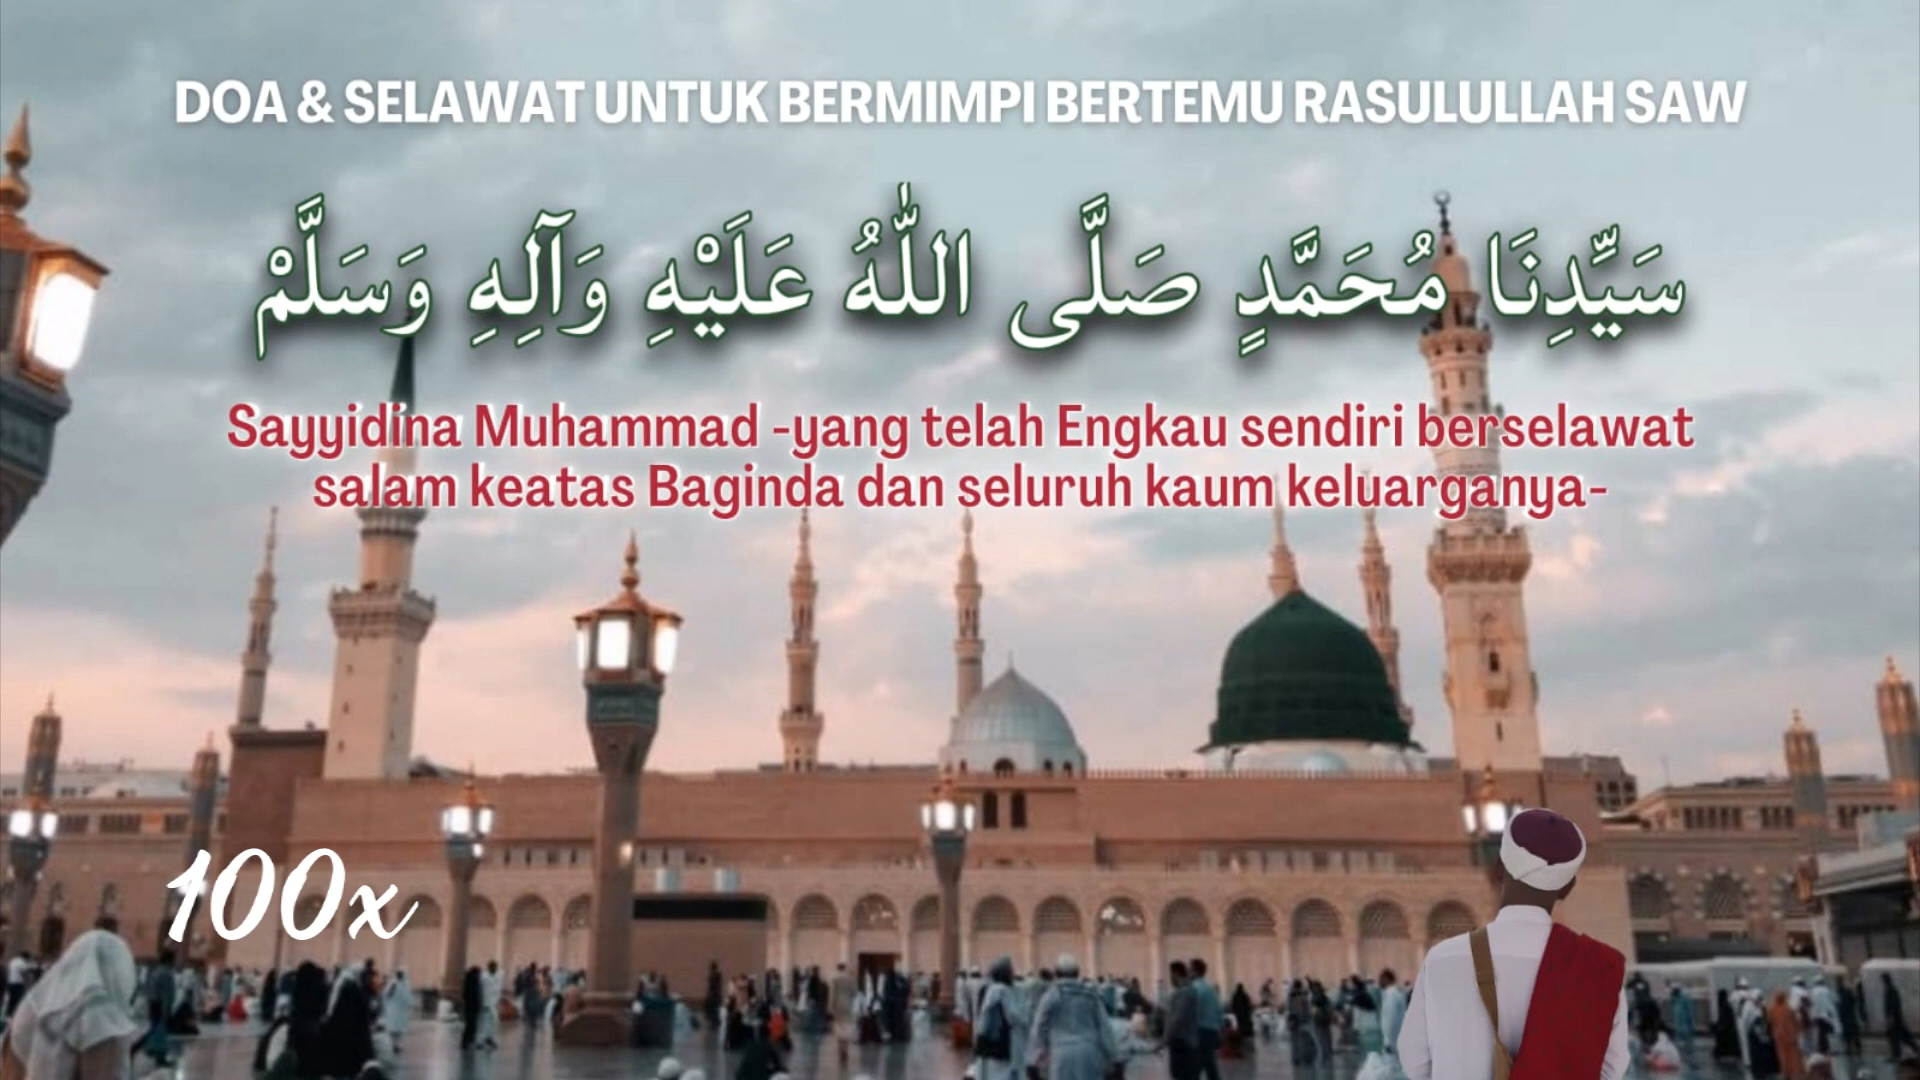 DOA & SELAWAT UNTUK BERMIMPI BERTEMU RASULULLAH SAW
سَيِّدِنَا مُحَمَّدٍ صَلَّى اللّٰهُ عَلَيْهِ وَآلِهِ وَسَلَّمْ
Sayyidina Muhammad -yang telah Engkau sendiri berselawat
salam keatas Baginda dan seluruh kaum keluarganya-
100x